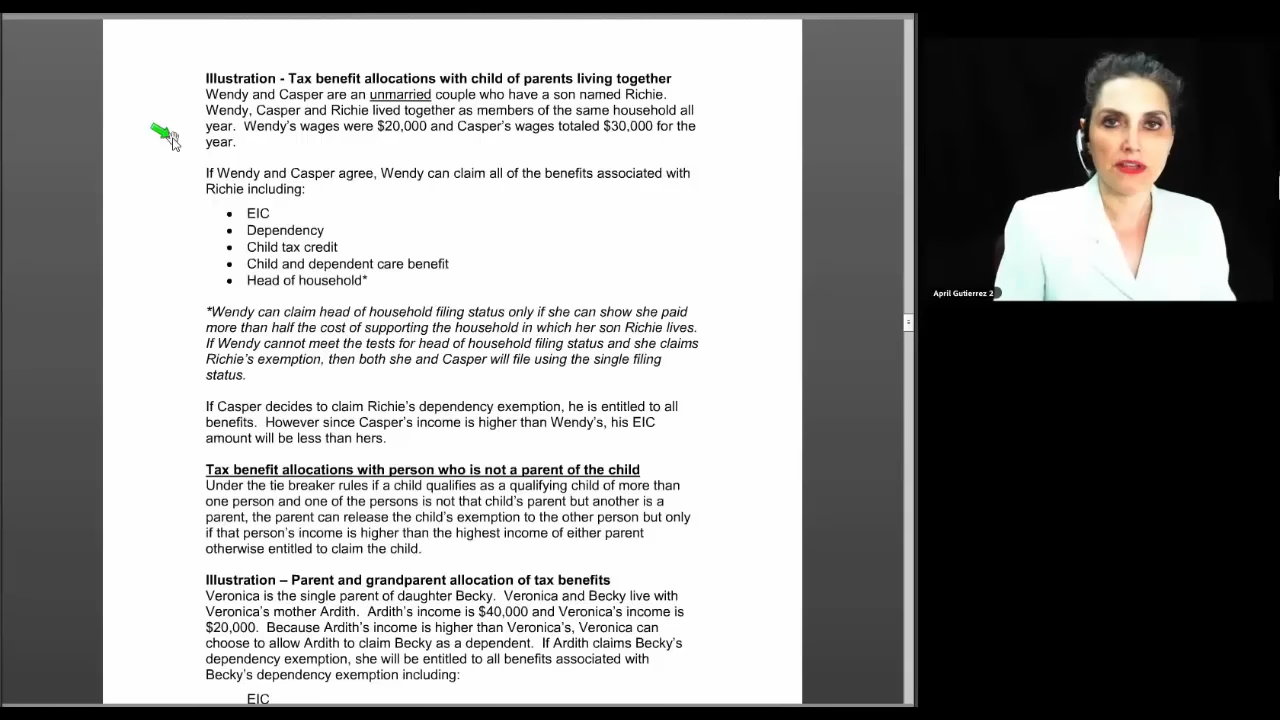 Illustration - Tax benefit allocations with child of parents living together
Wendy and Casper are an unmarried couple who have a son named Richie.
Wendy, Casper and Richie lived together as members of the same household all
year.  Wendy's wages were $20,000 and Casper's wages totaled $30,000 for the
year.
If Wendy and Casper agree, Wendy can claim all of the benefits associated with
Richie including:
• EIC
• Dependency
• Child tax credit
• Child and dependent care benefit
• Head of household*
*Wendy can claim head of household filing status only if she can show she paid
more than half the cost of supporting the household in which her son Richie lives.
If Wendy cannot meet the tests for head of household filing status and she claims
Richie's exemption, then both she and Casper will file using the single filing
status.
If Casper decides to claim Richie's dependency exemption, he is entitled to all
benefits.  However since Casper's income is higher than Wendy's, his EIC
amount will be less than hers.
Tax benefit allocations with person who is not a parent of the child
Under the tie breaker rules if a child qualifies as a qualifying child of more than
one person and one of the persons is not that child's parent but another is a
parent, the parent can release the child's exemption to the other person but only
if that person's income is higher than the highest income of either parent
otherwise entitled to claim the child.
Illustration – Parent and grandparent allocation of tax benefits
Veronica is the single parent of daughter Becky.  Veronica and Becky live with
Veronica's mother Ardith.  Ardith's income is $40,000 and Veronica's income is
$20,000.  Because Ardith's income is higher than Veronica's, Veronica can
choose to allow Ardith to claim Becky as a dependent.  If Ardith claims Becky's
dependency exemption, she will be entitled to all benefits associated with
Becky's dependency exemption including:
EIC
April Gutierrez 2